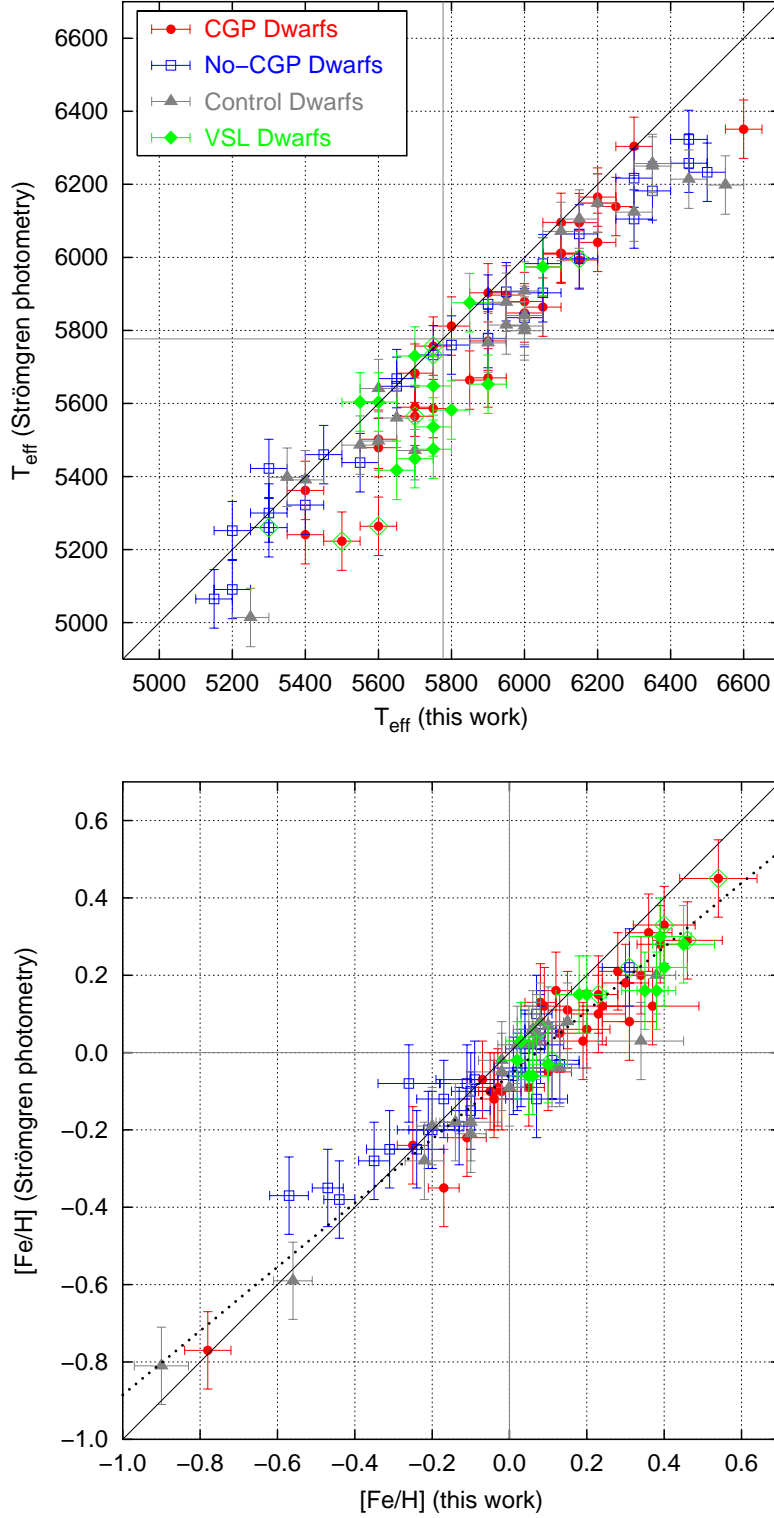 6600
6400
6200
6000
5800
5600
5400
5200
5000
T_eff (Strömgren photometry)
CGP Dwarfs
No−CGP Dwarfs
Control Dwarfs
VSL Dwarfs
5000 5200 5400 5600 5800 6000 6200 6400 6600
T_eff (this work)
0.6
0.4
0.2
0.0
−0.2
−0.4
−0.6
−0.8
−1.0
[Fe/H] (Strömgren photometry)
−1.0 −0.8 −0.6 −0.4 −0.2 0.0 0.2 0.4 0.6
[Fe/H] (this work)